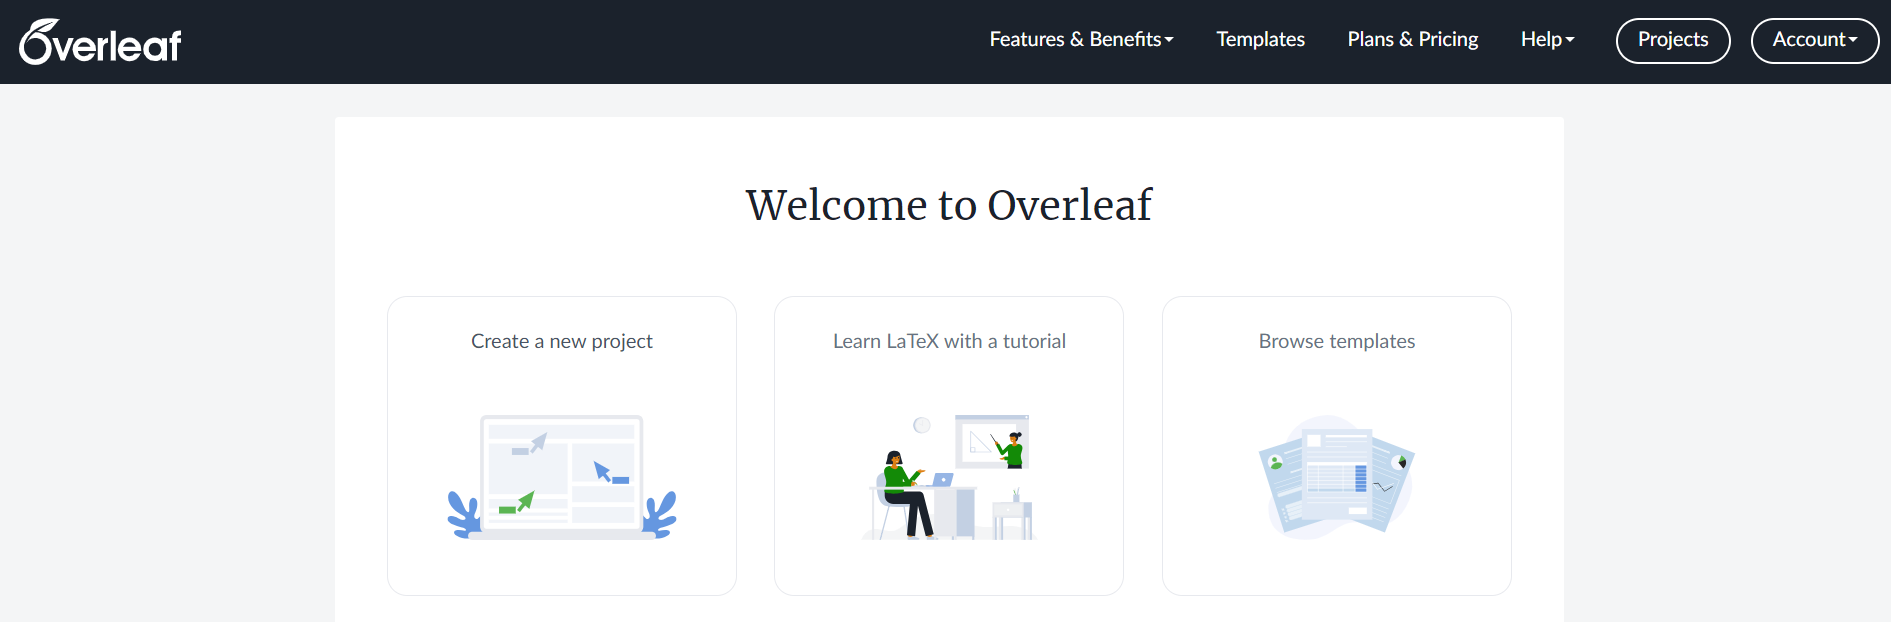 Overleaf
Features & Benefits
Templates
Plans & Pricing
Help
Projects
Account
Welcome to Overleaf
Create a new project
Learn LaTeX with a tutorial
Browse templates